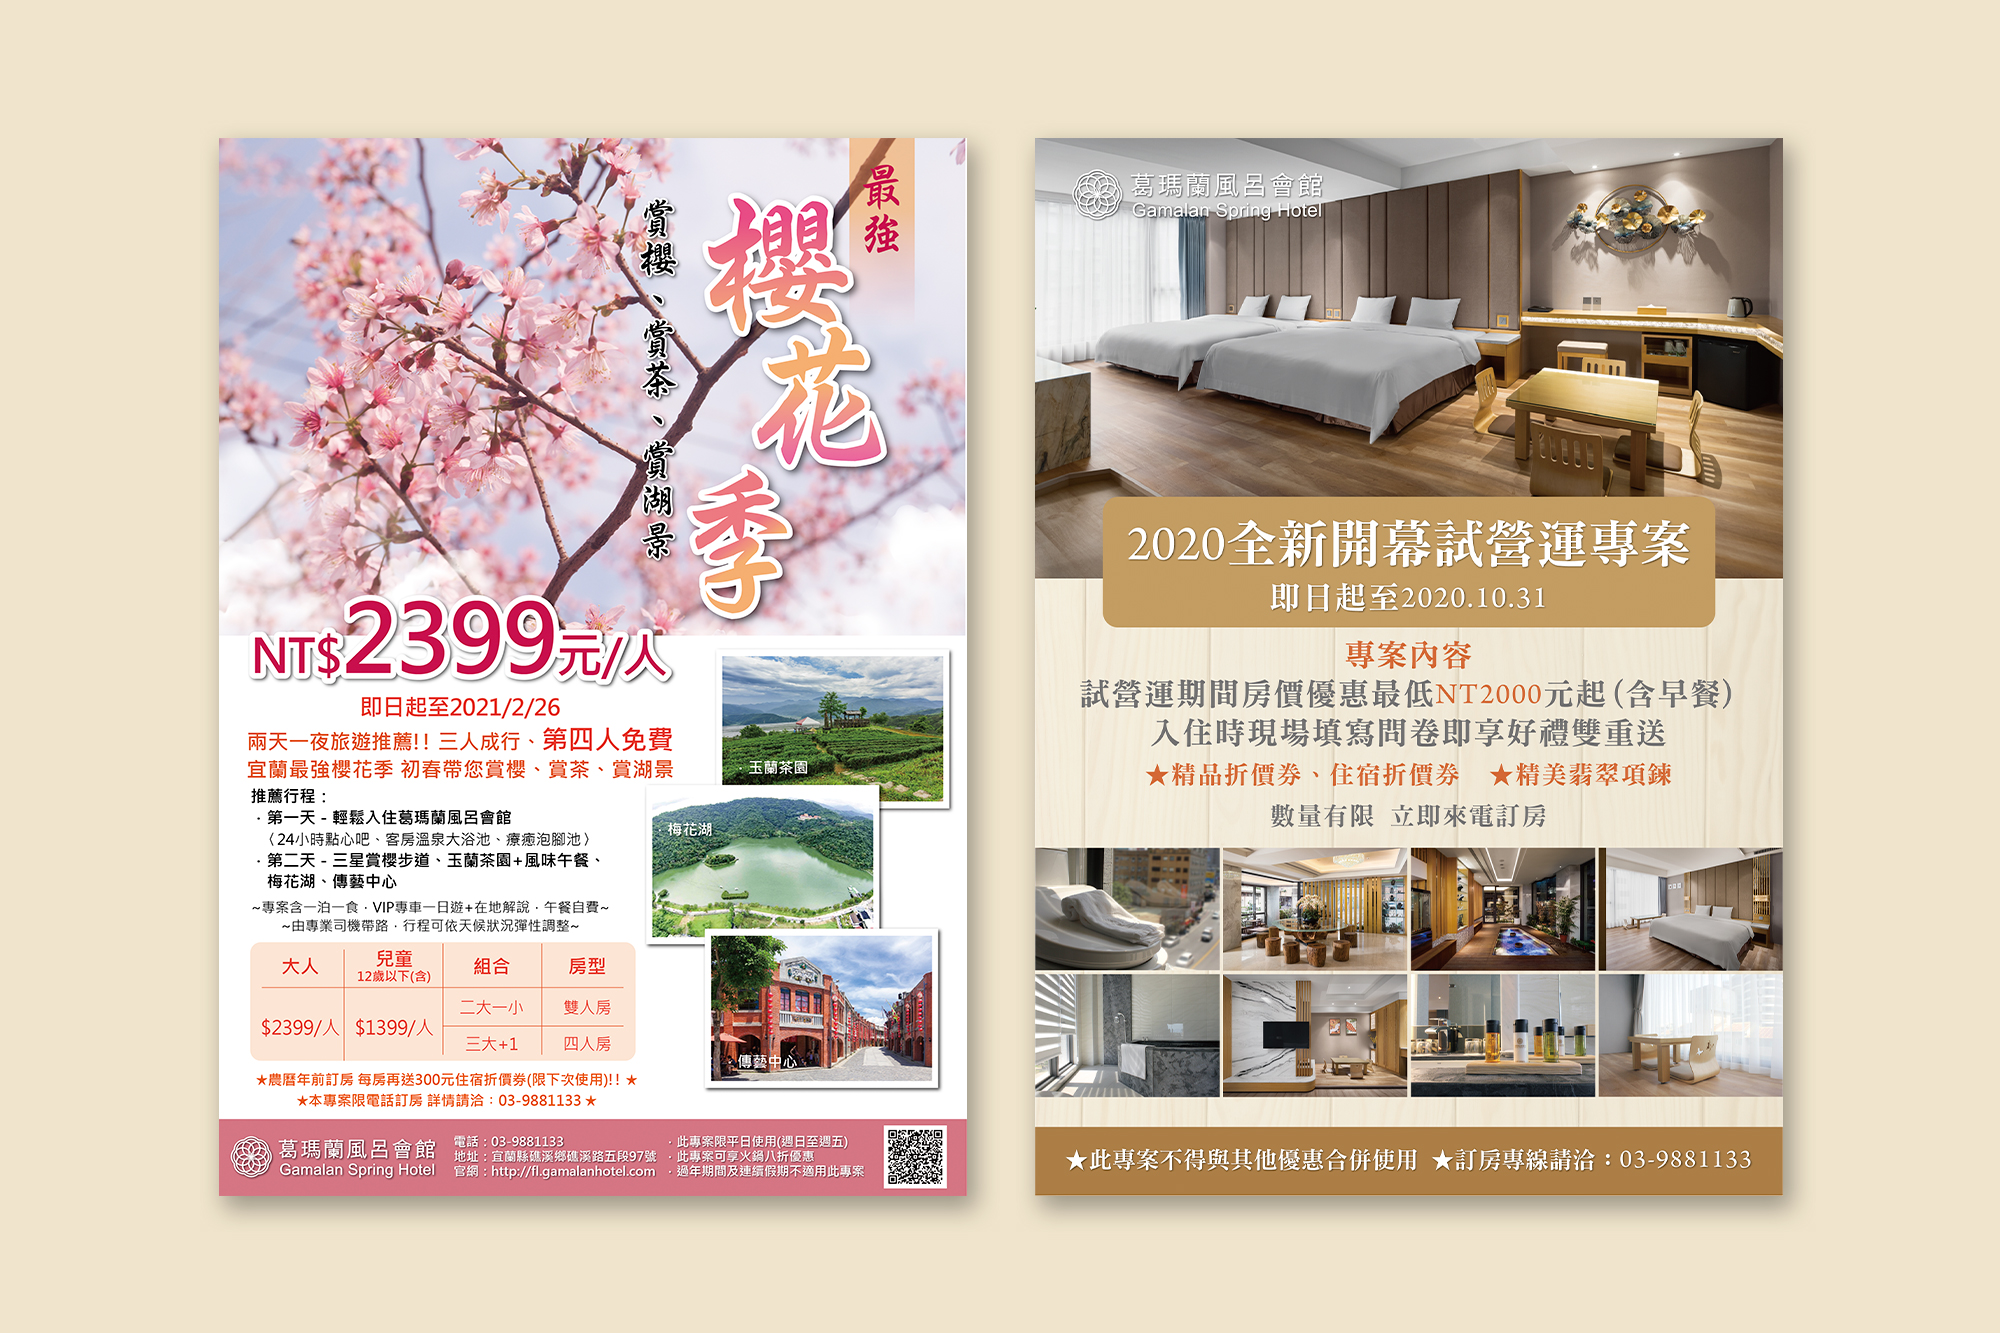 最強
櫻花季
賞櫻、賞茶、賞湖景
NT$2399元/人
即日起至2021/2/26
兩天一夜旅遊推薦!! 三人成行、第四人免費
宜蘭最強櫻花季 初春帶您賞櫻、賞茶、賞湖景
推薦行程：
．第一天 - 輕鬆入住葛瑪蘭風呂會館
〈24小時點心吧、客房溫泉大浴池、療癒泡腳池〉
．第二天 - 三星賞櫻步道、玉蘭茶園+風味午餐、
梅花湖、傳藝中心
~專案含一泊一食．VIP專車一日遊+在地解說．午餐自費~
~由專業司機帶路．行程可依天候狀況彈性調整~
大人 兒童 12歲以下(含) 組合 房型
$2399/人 $1399/人 二大一小 雙人房
三大+1 四人房
★農曆年前訂房 每房再送300元住宿折價券(限下次使用)!! ★
★本專案限電話訂房 詳情請洽：03-9881133 ★
．玉蘭茶園
．梅花湖
．傳藝中心
葛瑪蘭風呂會館
Gamalan Spring Hotel
電話：03-9881133
地址：宜蘭縣礁溪鄉礁溪路五段97號
官網：http://fl.gamalanhotel.com
．此專案限平日使用(週日至週五)
．此專案可享火鍋八折優惠
．過年期間及連續假期不適用此專案
葛瑪蘭風呂會館
Gamalan Spring Hotel
2020全新開幕試營運專案
即日起至2020.10.31
專案內容
試營運期間房價優惠最低NT2000元起(含早餐)
入住時現場填寫問卷即享好禮雙重送
★精品折價券、住宿折價券 ★精美翡翠項鍊
數量有限 立即來電訂房
★此專案不得與其他優惠合併使用 ★訂房專線請洽：03-9881133